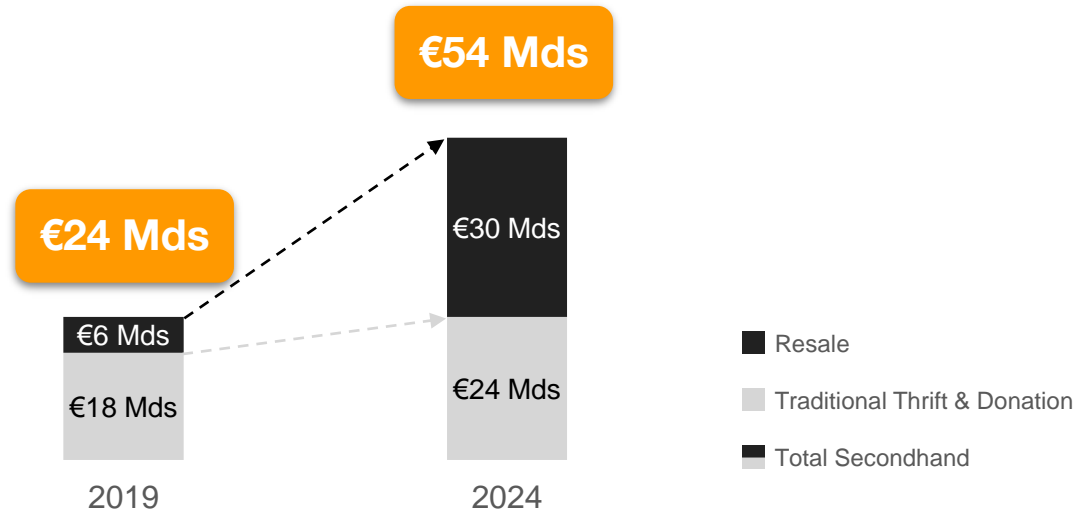 €54 Mds
€24 Mds
€30 Mds
€6 Mds
€18 Mds
€24 Mds
Resale
Traditional Thrift & Donation
Total Secondhand
2019
2024